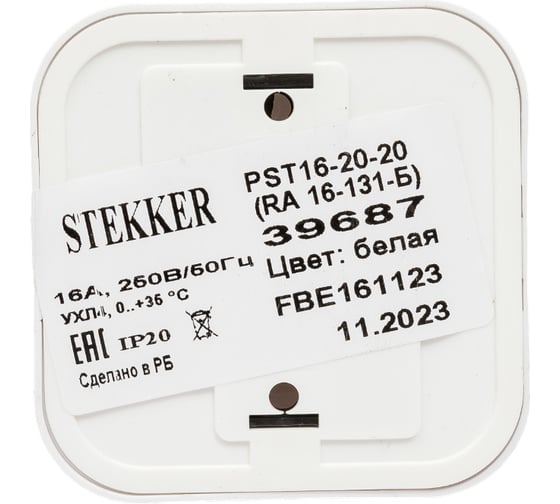 STEKKER
16А, 250В/50Гц
УХЛ4, 0..+35 °С
EAC IP20
Сделано в РБ
PST16-20-20
(RA 16-131-Б)
39687
Цвет: белая
FBE161123
11.2023